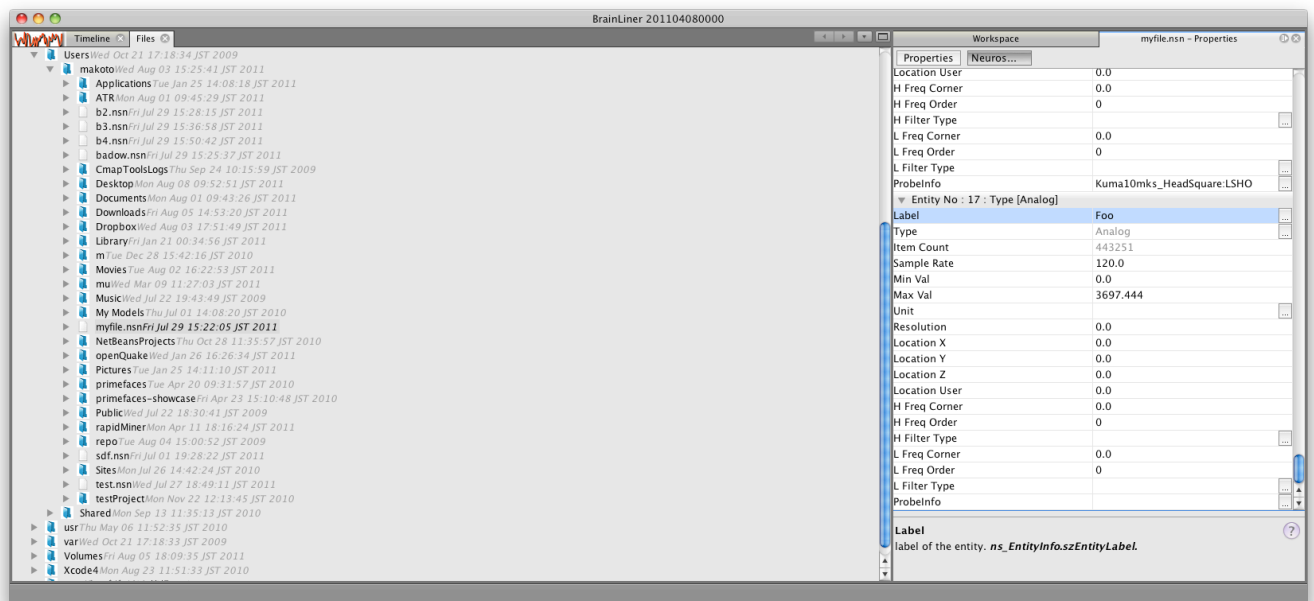 BrainLiner 201104080000
Timeline Files
Users Wed Oct 21 17:18:34 JST 2009
makoto Wed Aug 03 15:25:41 JST 2011
Applications Tue Jan 25 14:08:18 JST 2011
ATR Mon Aug 01 09:45:29 JST 2011
b2.nsn Fri Jul 29 15:28:15 JST 2011
b3.nsn Fri Jul 29 15:36:58 JST 2011
b4.nsn Fri Jul 29 15:50:42 JST 2011
badow.nsn Fri Jul 29 15:25:37 JST 2011
CmapToolsLogs Thu Sep 24 10:15:59 JST 2009
Desktop Mon Aug 08 09:52:51 JST 2011
Documents Mon Aug 01 09:43:26 JST 2011
Downloads Fri Aug 05 14:53:20 JST 2011
Dropbox Wed Aug 03 17:51:49 JST 2011
Library Fri Jan 21 00:34:56 JST 2011
m Tue Dec 28 15:42:16 JST 2010
Movies Tue Aug 02 16:22:53 JST 2011
mu Wed Mar 09 11:27:03 JST 2011
Music Wed Jul 22 19:43:49 JST 2009
My Models Thu Jul 01 14:08:20 JST 2010
myfile.nsn Fri Jul 29 15:22:05 JST 2011
NetBeansProjects Thu Oct 28 11:35:57 JST 2010
openQuake Wed Jan 26 16:26:34 JST 2011
Pictures Tue Jan 25 14:11:10 JST 2011
primefaces Tue Apr 20 09:31:57 JST 2010
primefaces-showcase Fri Apr 23 15:10:48 JST 2010
Public Wed Jul 22 18:30:41 JST 2009
rapidMiner Mon Apr 11 18:16:24 JST 2011
repo Tue Aug 04 15:00:52 JST 2009
sdf.nsn Fri Jul 01 19:28:22 JST 2011
Sites Mon Jul 26 14:42:24 JST 2010
test.nsn Wed Jul 27 18:49:11 JST 2011
testProject Mon Nov 22 12:13:45 JST 2010
Shared Mon Sep 13 11:35:13 JST 2010
usr Thu May 06 11:52:35 JST 2010
var Wed Oct 21 17:18:33 JST 2009
Volumes Fri Aug 05 18:09:35 JST 2011
Xcode4 Mon Aug 23 11:51:33 JST 2010
Workspace myfile.nsn - Properties
Properties Neuros...
Location User 0.0
H Freq Corner 0.0
H Freq Order 0
H Filter Type ...
L Freq Corner 0.0
L Freq Order 0
L Filter Type ...
ProbeInfo Kuma10mks_HeadSquare:LSHO ...
Entity No : 17 : Type [Analog]
Label Foo ...
Type Analog ...
Item Count 443251
Sample Rate 120.0
Min Val 0.0
Max Val 3697.444
Unit ...
Resolution 0.0
Location X 0.0
Location Y 0.0
Location Z 0.0
Location User 0.0
H Freq Corner 0.0
H Freq Order 0
H Filter Type ...
L Freq Corner 0.0
L Freq Order 0
L Filter Type ...
ProbeInfo ...
Label ?
label of the entity. ns_EntityInfo.szEntityLabel.